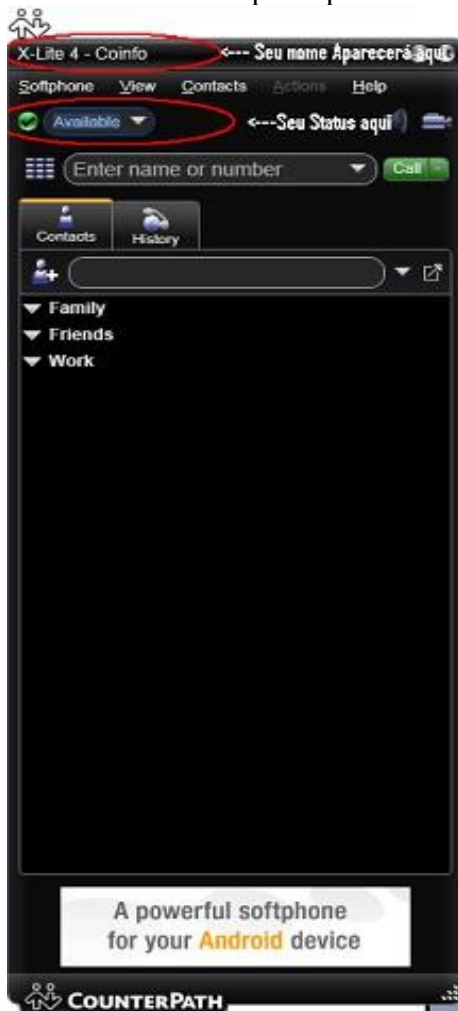 X-Lite 4 - Coinfo <--- Seu nome Aparecerá aqui
Softphone View Contacts Actions Help
Available <---Seu Status aqui
Enter name or number Call
Contacts History
Family
Friends
Work
A powerful softphone
for your Android device
COUNTERPATH